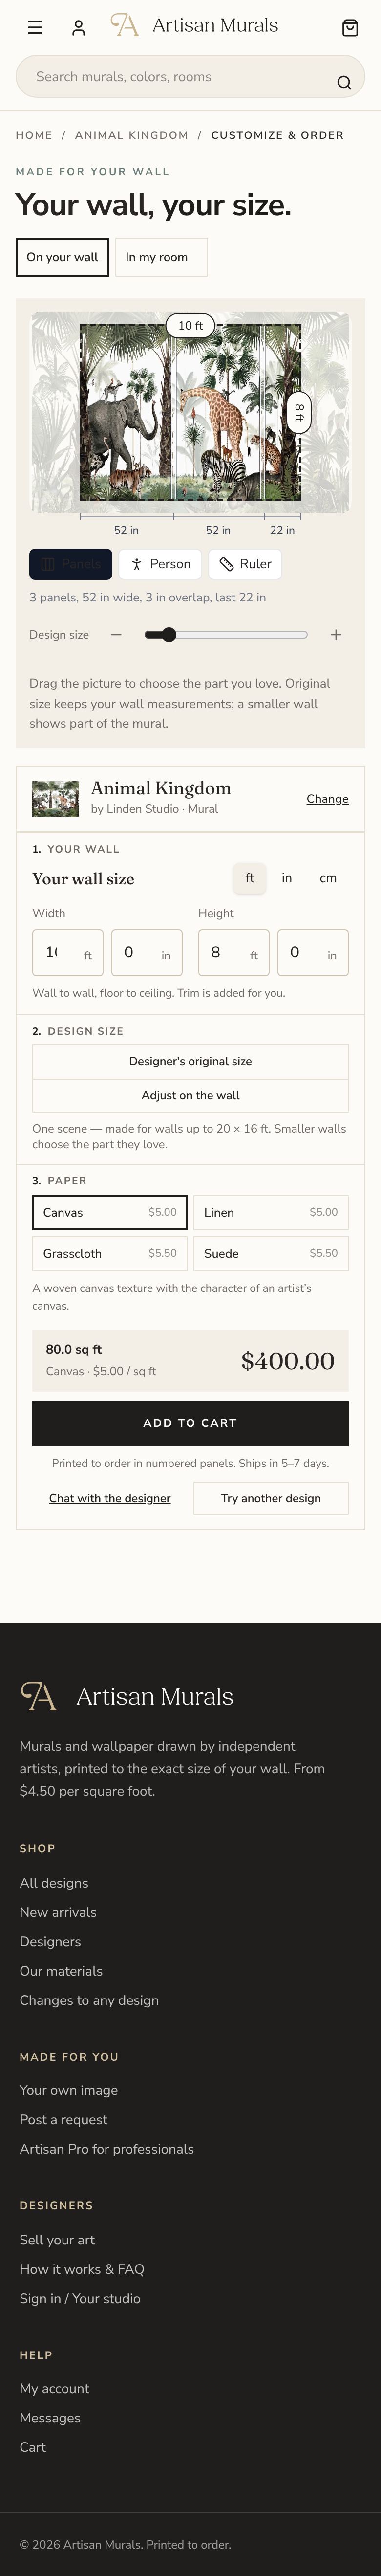 Artisan Murals
Search murals, colors, rooms
HOME / ANIMAL KINGDOM / CUSTOMIZE & ORDER
MADE FOR YOUR WALL
Your wall, your size.
On your wall
In my room
10 ft
8 ft
52 in
52 in
22 in
Panels
Person
Ruler
3 panels, 52 in wide, 3 in overlap, last 22 in
Design size
Drag the picture to choose the part you love. Original
size keeps your wall measurements; a smaller wall
shows part of the mural.
Animal Kingdom
by Linden Studio · Mural
Change
1. YOUR WALL
Your wall size
ft in cm
Width
Height
ft
0 in
8 ft
0 in
Wall to wall, floor to ceiling. Trim is added for you.
2. DESIGN SIZE
Designer's original size
Adjust on the wall
One scene — made for walls up to 20 × 16 ft. Smaller walls
choose the part they love.
3. PAPER
Canvas $5.00
Linen $5.00
Grasscloth $5.50
Suede $5.50
A woven canvas texture with the character of an artist's
canvas.
80.0 sq ft
Canvas · $5.00 / sq ft
$400.00
ADD TO CART
Printed to order in numbered panels. Ships in 5–7 days.
Chat with the designer
Try another design
Artisan Murals
Murals and wallpaper drawn by independent
artists, printed to the exact size of your wall. From
$4.50 per square foot.
SHOP
All designs
New arrivals
Designers
Our materials
Changes to any design
MADE FOR YOU
Your own image
Post a request
Artisan Pro for professionals
DESIGNERS
Sell your art
How it works & FAQ
Sign in / Your studio
HELP
My account
Messages
Cart
© 2026 Artisan Murals. Printed to order.